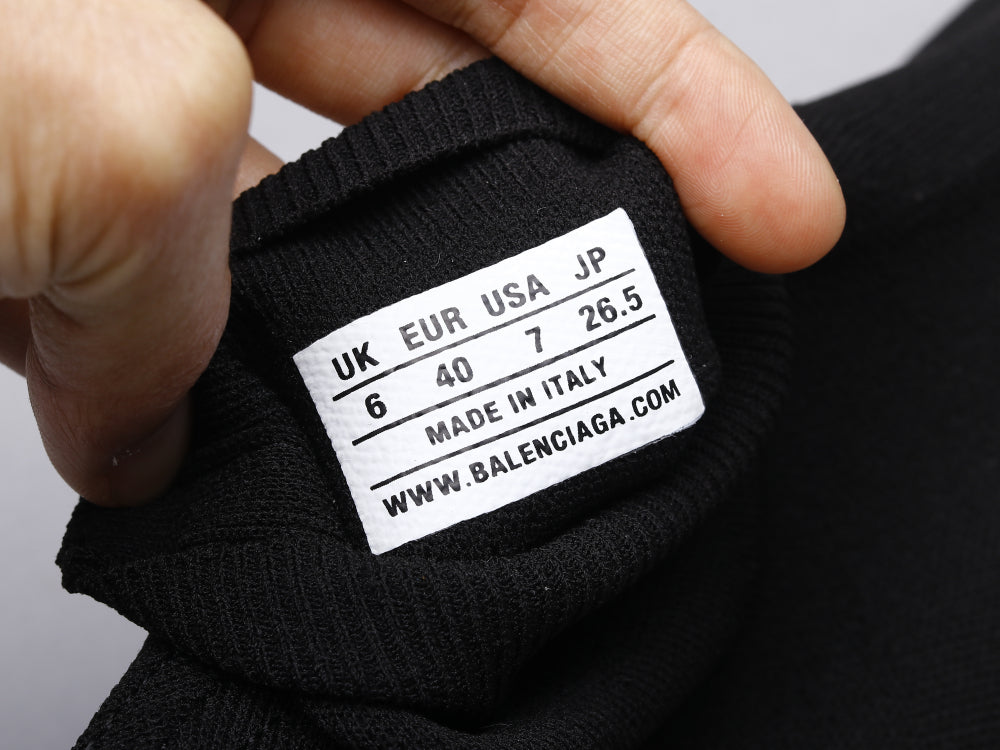 UK EUR USA JP
6 40 7 26.5
MADE IN ITALY
WWW.BALENCIAGA.COM